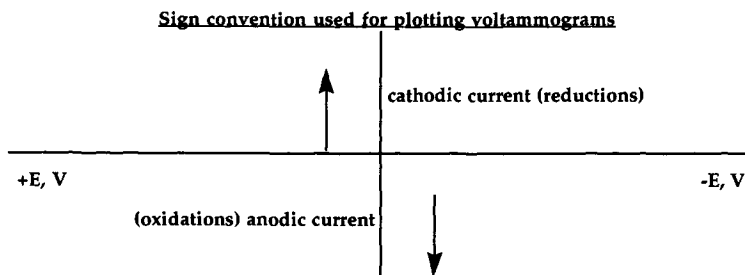 Sign convention used for plotting voltammograms
cathodic current (reductions)
+E, V
-E, V
(oxidations) anodic current